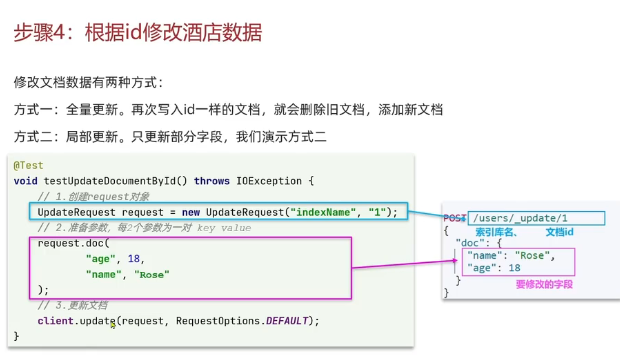 步骤4：根据id修改酒店数据
修改文档数据有两种方式：
方式一：全量更新。再次写入id一样的文档，就会删除旧文档，添加新文档
方式二：局部更新。只更新部分字段，我们演示方式二
@Test
void testUpdateDocumentById() throws IOException {
// 1.创建request对象
UpdateRequest request = new UpdateRequest("indexName", "1");
// 2.准备参数，每2个参数为一对 key value
request.doc(
"age", 18,
"name", "Rose"
);
// 3.更新文档
client.update(request, RequestOptions.DEFAULT);
}
POST /users/_update/1
{ 索引库名、 文档id
"doc": {
"name": "Rose",
"age": 18
} 要修改的字段
}